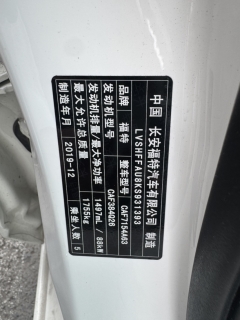 中国 长安福特汽车有限公司 制造
LVSHFFAU8KS931393
品牌 福特 整车型号 CAF7154A63
发动机型号 CAF384Q26
发动机排量/最大净功率 1497mL/ 88kW
最大允许总质量 1755kg
制造年月 2019-12 乘坐人数 5